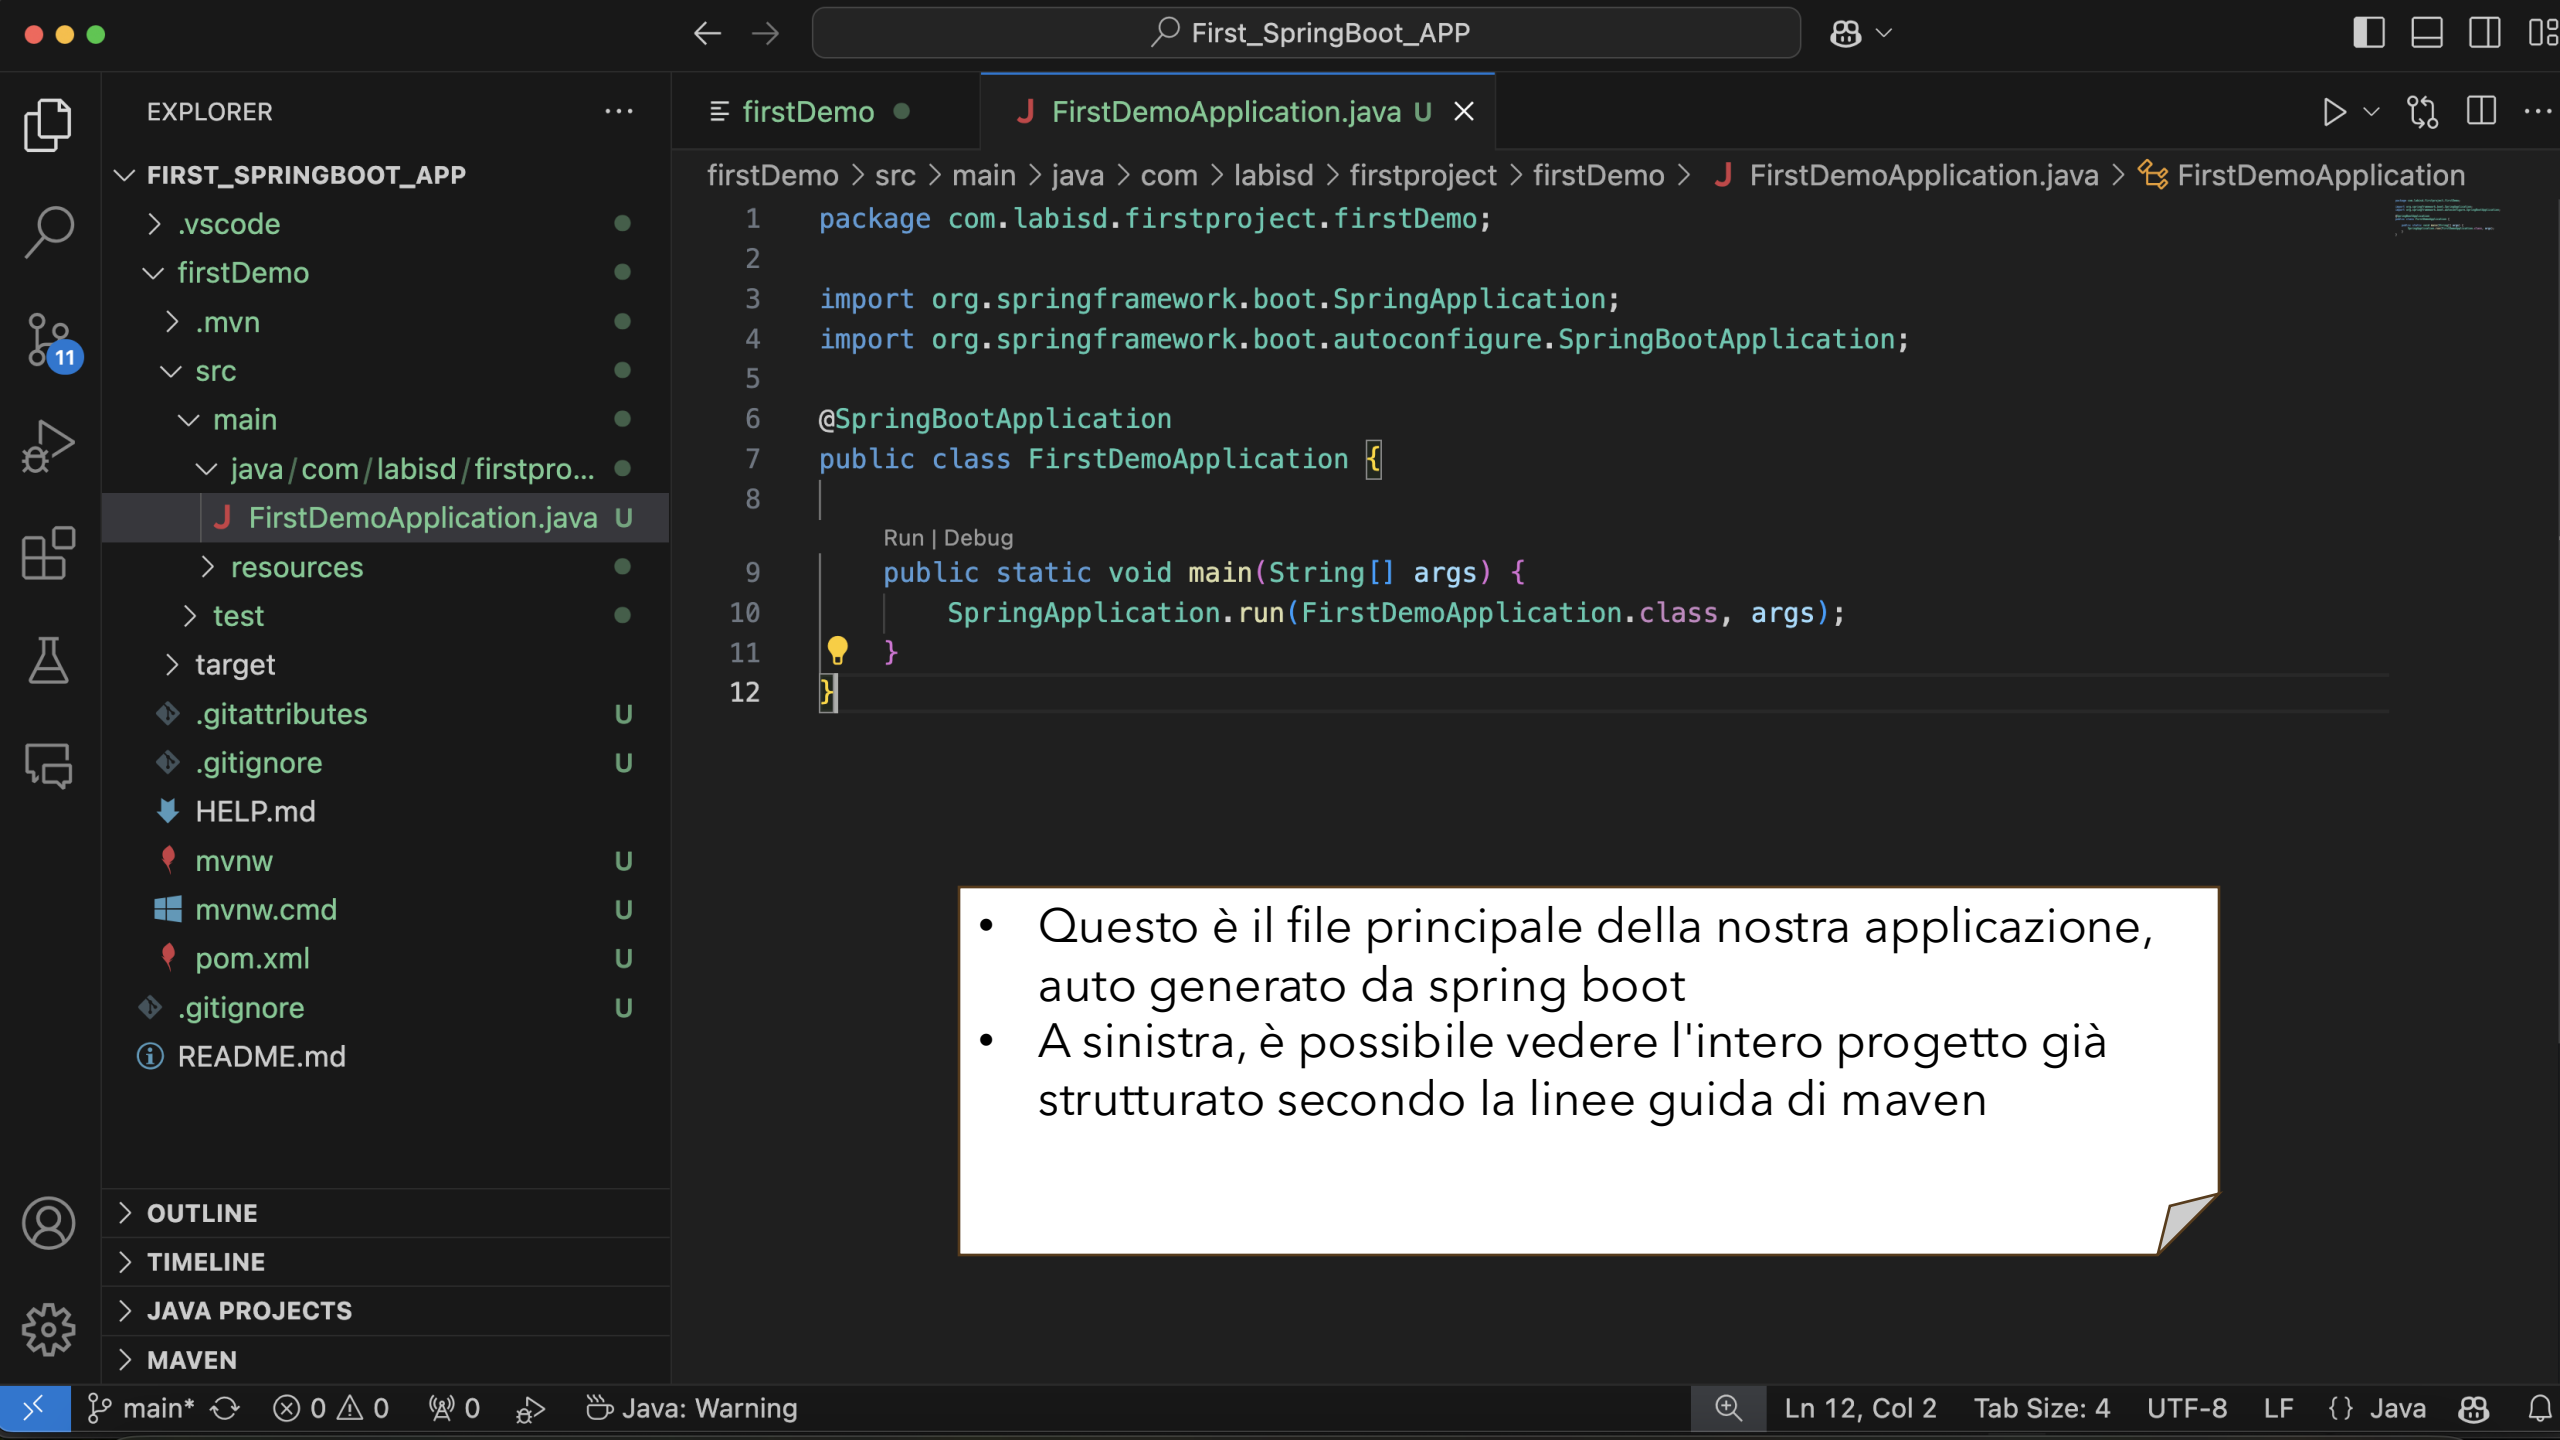 First_SpringBoot_APP
EXPLORER
FIRST_SPRINGBOOT_APP
.vscode
firstDemo
.mvn
src
main
java/com/labisd/firstpro...
FirstDemoApplication.java U
resources
test
target
.gitattributes U
.gitignore U
HELP.md
mvnw U
mvnw.cmd U
pom.xml U
.gitignore U
README.md
OUTLINE
TIMELINE
JAVA PROJECTS
MAVEN
11
firstDemo
FirstDemoApplication.java U
firstDemo > src > main > java > com > labisd > firstproject > firstDemo > J FirstDemoApplication.java > FirstDemoApplication
1 package com.labisd.firstproject.firstDemo;
2
3 import org.springframework.boot.SpringApplication;
4 import org.springframework.boot.autoconfigure.SpringBootApplication;
5
6 @SpringBootApplication
7 public class FirstDemoApplication {
8
Run | Debug
9 public static void main(String[] args) {
10 SpringApplication.run(FirstDemoApplication.class, args);
11 }
12 }
• Questo è il file principale della nostra applicazione,
auto generato da spring boot
• A sinistra, è possibile vedere l'intero progetto già
strutturato secondo la linee guida di maven
main* 0 0 0 Java: Warning Ln 12, Col 2 Tab Size: 4 UTF-8 LF {} Java